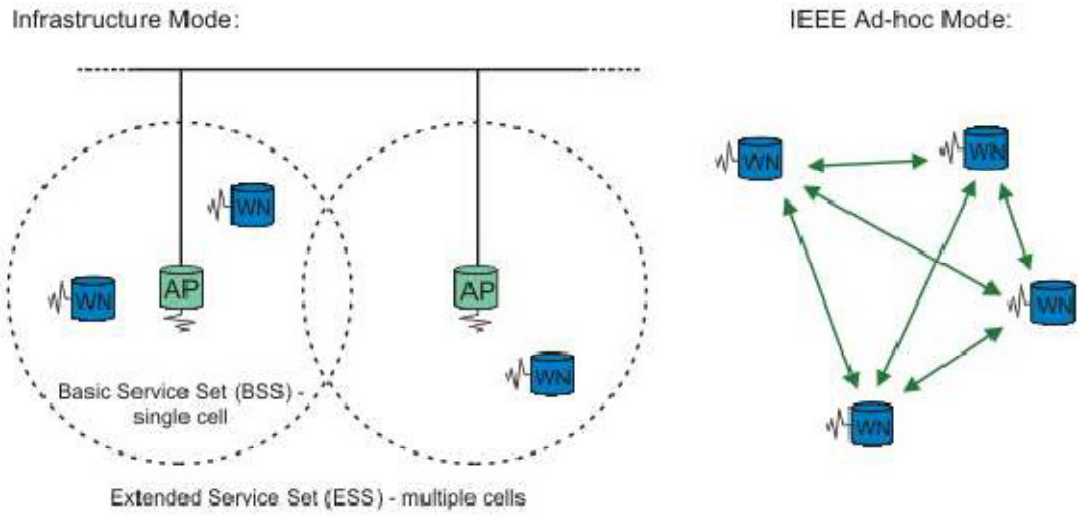 Infrastructure Mode:
IEEE Ad-hoc Mode:
WN
WN
AP
AP
WN
Basic Service Set (BSS) -
single cell
Extended Service Set (ESS) - multiple cells
WN
WN
WN
WN